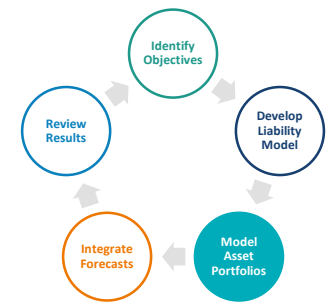 Identify
Objectives
Develop
Liability
Model
Model
Asset
Portfolios
Integrate
Forecasts
Review
Results